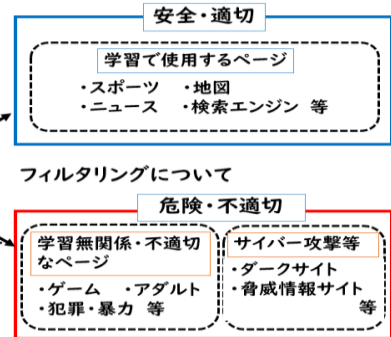 安全・適切
学習で使用するページ
・スポーツ ・地図
・ニュース ・検索エンジン 等
フィルタリングについて
危険・不適切
学習無関係・不適切
なページ
・ゲーム ・アダルト
・犯罪・暴力 等
サイバー攻撃等
・ダークサイト
・脅威情報サイト
等